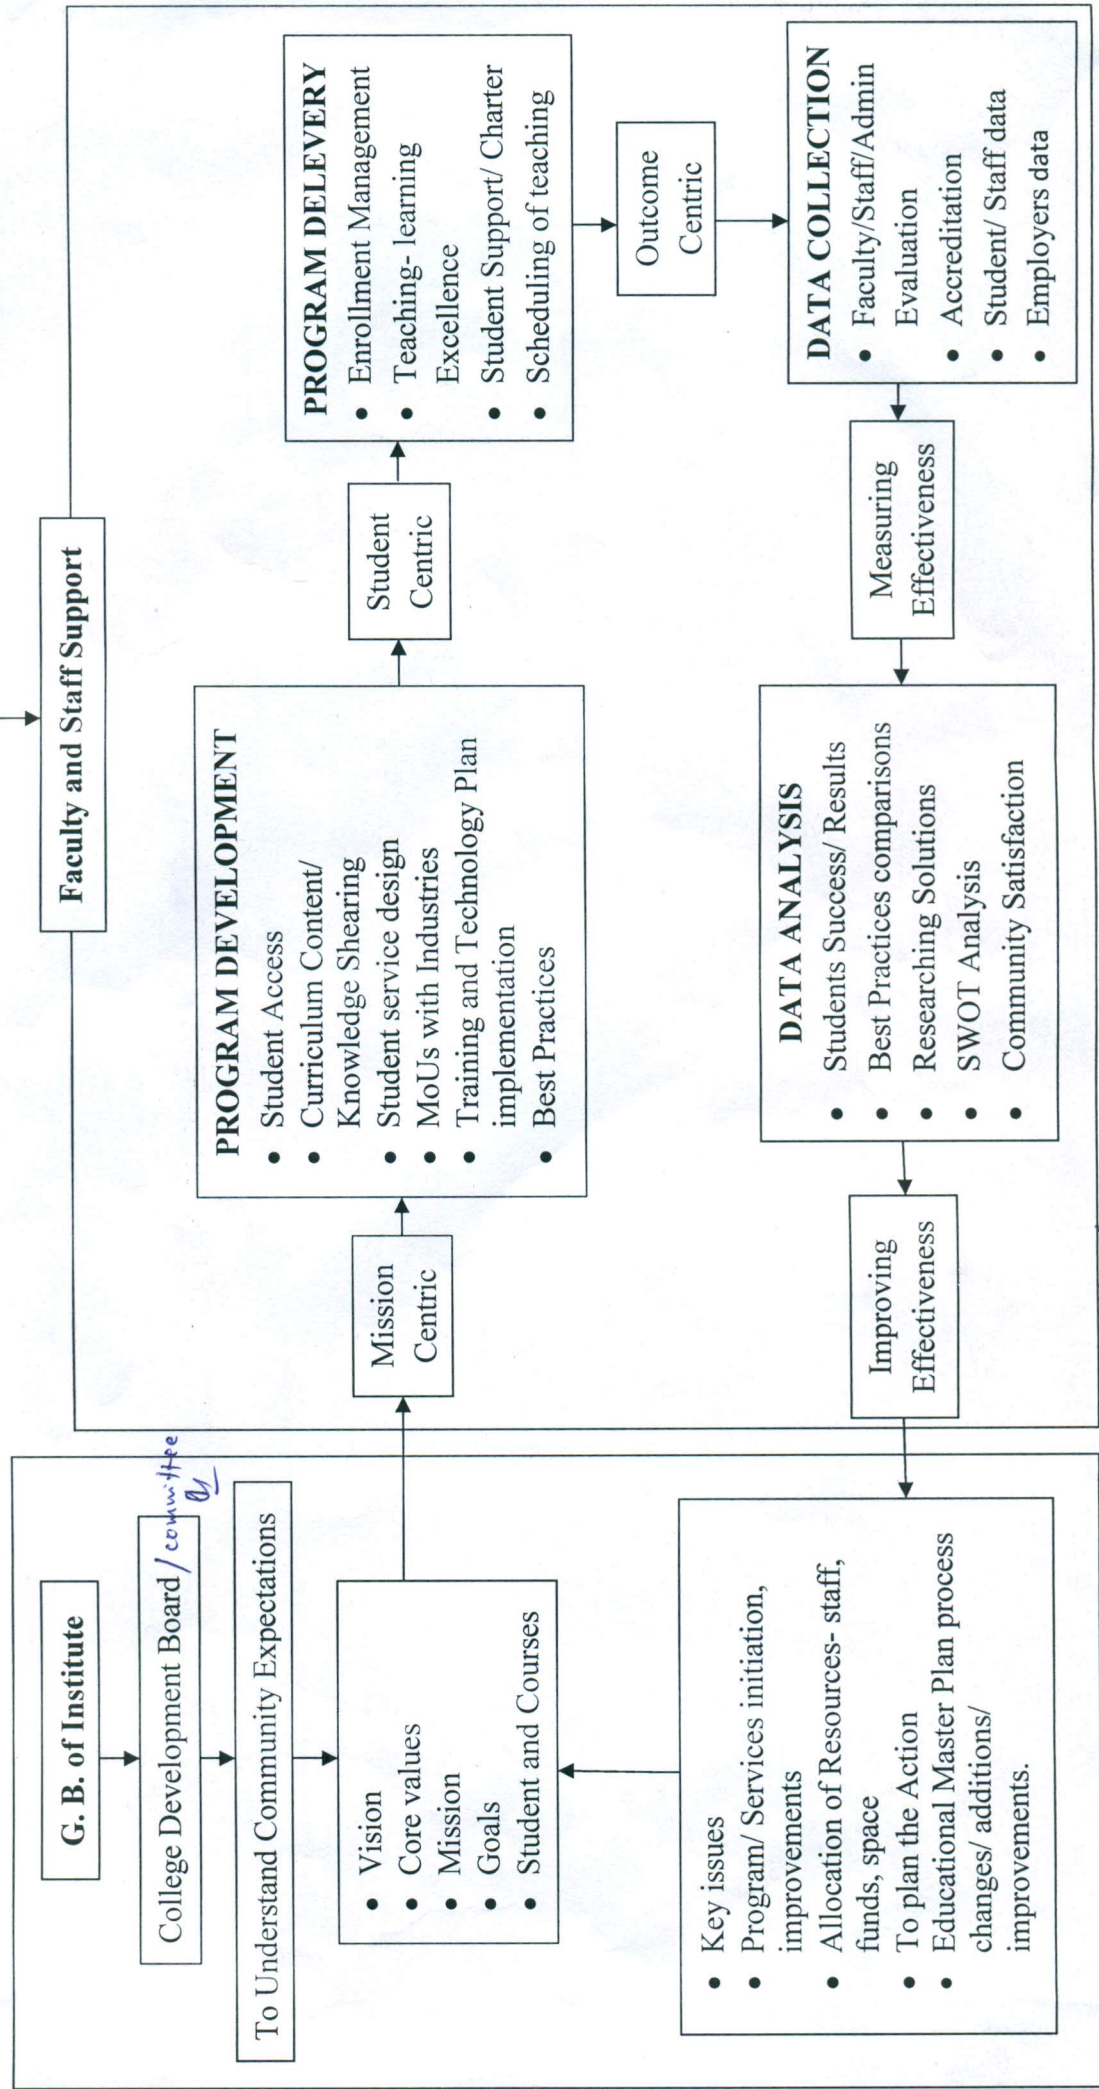 G. B. of Institute
College Development Board / committee
To Understand Community Expectations
• Vision
• Core values
• Mission
• Goals
• Student and Courses
• Key issues
• Program/ Services initiation,
improvements
• Allocation of Resources- staff,
funds, space
• To plan the Action
• Educational Master Plan process
changes/ additions/
improvements.
Faculty and Staff Support
Mission
Centric
PROGRAM DEVELOPMENT
• Student Access
• Curriculum Content/
Knowledge Shearing
• Student service design
• MoUs with Industries
• Training and Technology Plan
implementation
• Best Practices
Student
Centric
PROGRAM DELEVERY
• Enrollment Management
• Teaching- learning
Excellence
• Student Support/ Charter
• Scheduling of teaching
Outcome
Centric
DATA COLLECTION
• Faculty/Staff/Admin
Evaluation
• Accreditation
• Student/ Staff data
• Employers data
Measuring
Effectiveness
DATA ANALYSIS
• Students Success/ Results
• Best Practices comparisons
• Researching Solutions
• SWOT Analysis
• Community Satisfaction
Improving
Effectiveness